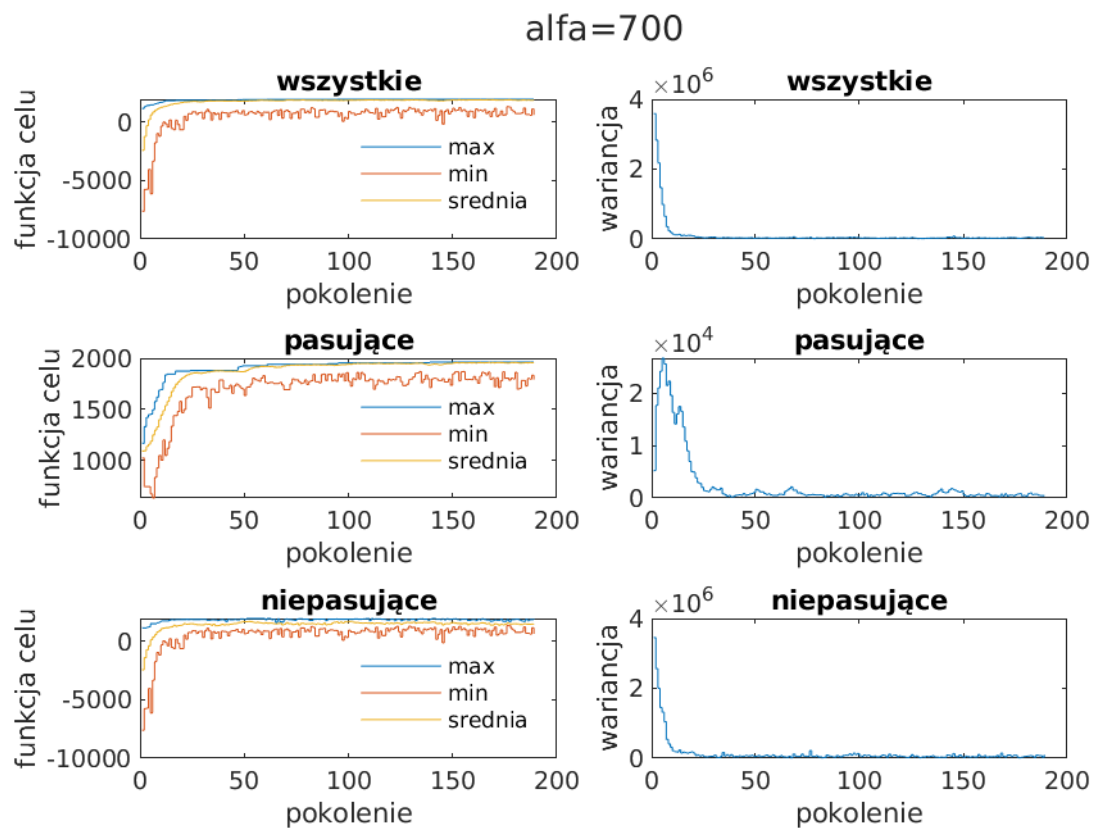 alfa=700
wszystkie
funkcja celu
0
-5000
-10000
max
min
srednia
0 50 100 150 200
pokolenie
wszystkie
×10^6
wariancja
4
2
0
0 50 100 150 200
pokolenie
pasujące
funkcja celu
2000
1500
1000
max
min
srednia
0 50 100 150 200
pokolenie
pasujące
×10^4
wariancja
2
1
0
0 50 100 150 200
pokolenie
niepasujące
funkcja celu
0
-5000
-10000
max
min
srednia
0 50 100 150 200
pokolenie
niepasujące
×10^6
wariancja
4
2
0
0 50 100 150 200
pokolenie